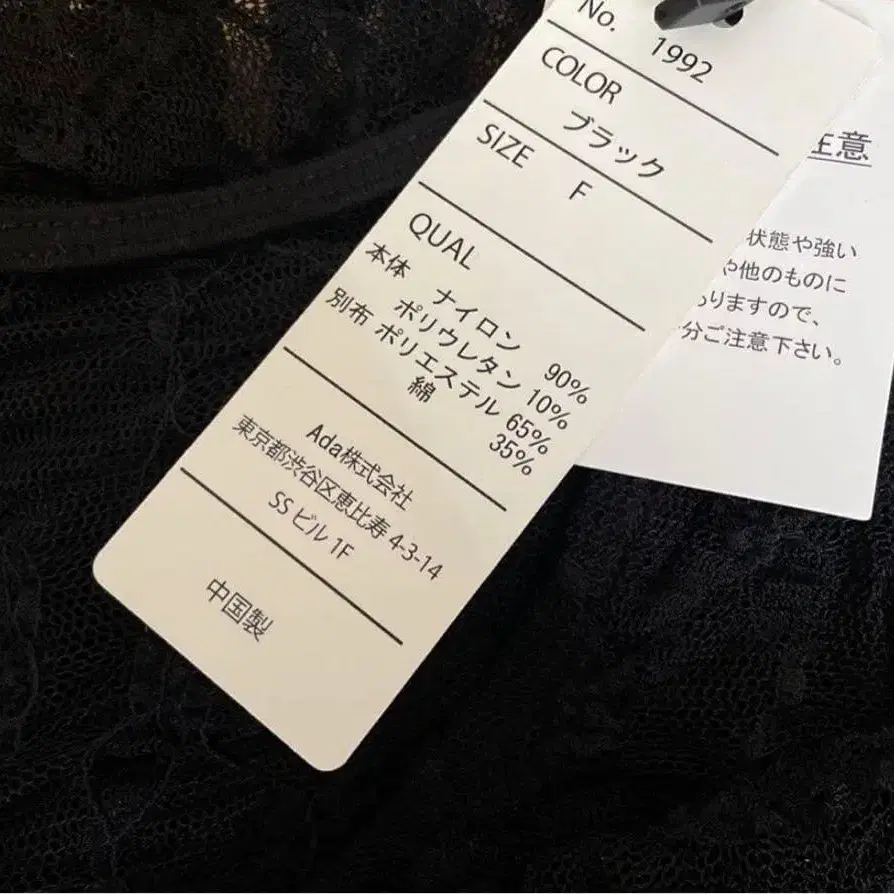 No. 1992
COLOR
ブラック
SIZE
F
QUAL
本体 ナイロン 90%
ポリウレタン 10%
別布 ポリエステル 65%
綿 35%
Ada株式会社
東京都渋谷区恵比寿 4-3-14
SS ビル 1F
中国製
注意
状態や強い
や他のものに
りますので、
分ご注意下さい。